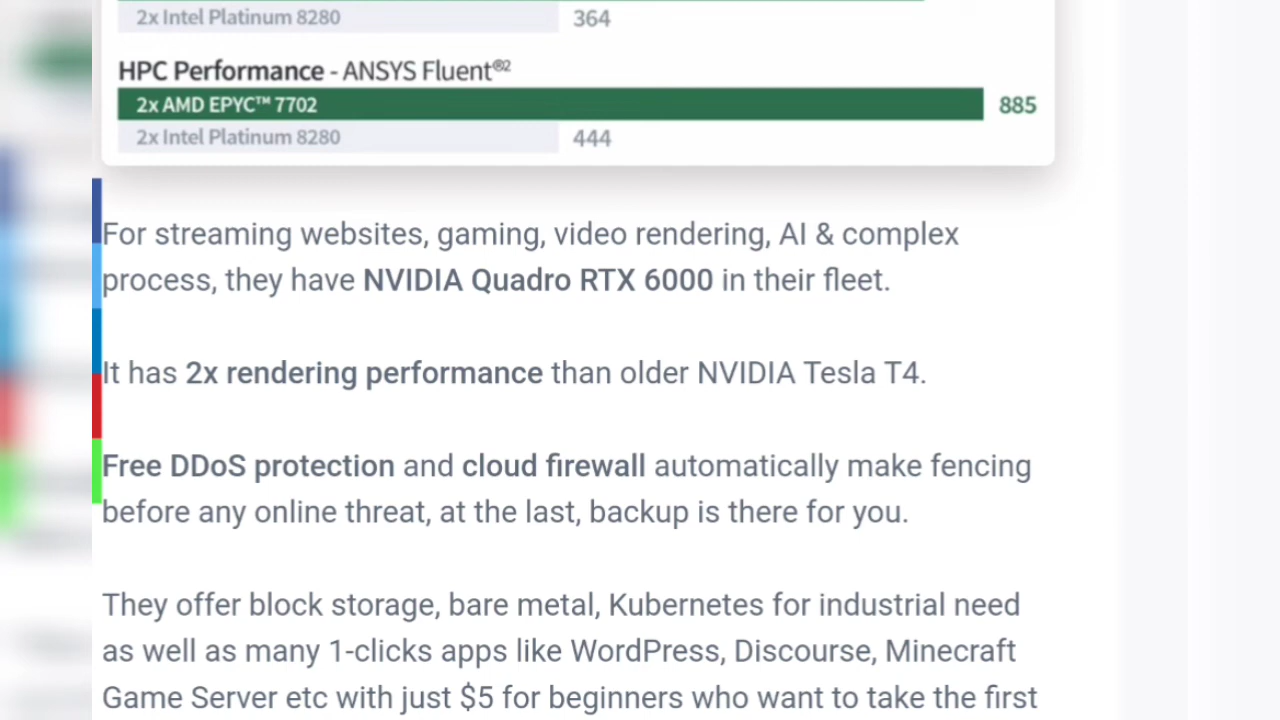 2x Intel Platinum 8280 364
HPC Performance - ANSYS Fluent®2
2x AMD EPYC™ 7702 885
2x Intel Platinum 8280 444
For streaming websites, gaming, video rendering, AI & complex
process, they have NVIDIA Quadro RTX 6000 in their fleet.
It has 2x rendering performance than older NVIDIA Tesla T4.
Free DDoS protection and cloud firewall automatically make fencing
before any online threat, at the last, backup is there for you.
They offer block storage, bare metal, Kubernetes for industrial need
as well as many 1-clicks apps like WordPress, Discourse, Minecraft
Game Server etc with just $5 for beginners who want to take the first